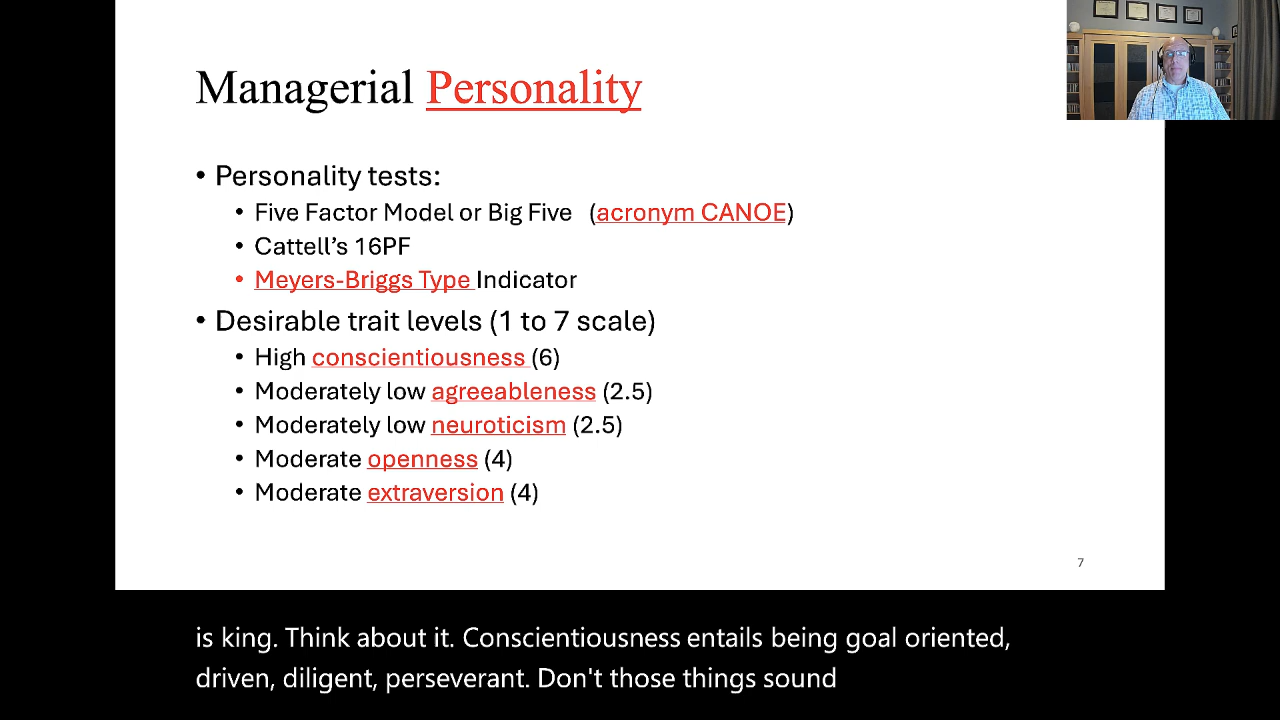 Managerial Personality
• Personality tests:
• Five Factor Model or Big Five (acronym CANOE)
• Cattell’s 16PF
• Meyers-Briggs Type Indicator
• Desirable trait levels (1 to 7 scale)
• High conscientiousness (6)
• Moderately low agreeableness (2.5)
• Moderately low neuroticism (2.5)
• Moderate openness (4)
• Moderate extraversion (4)
7
is king. Think about it. Conscientiousness entails being goal oriented,
driven, diligent, perseverant. Don't those things sound